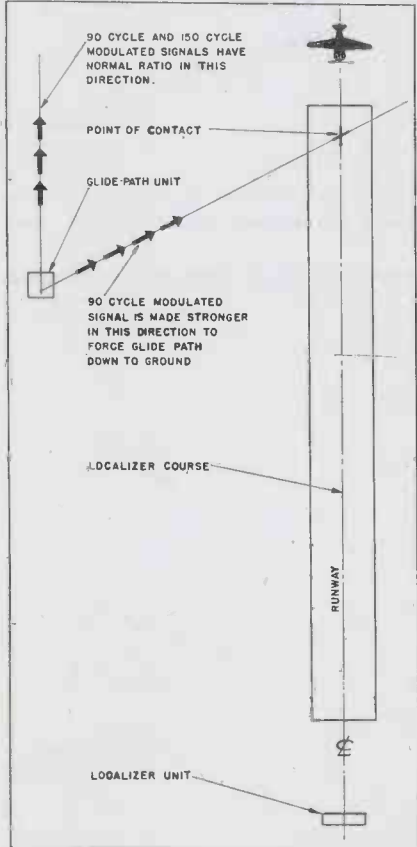 90 CYCLE AND 150 CYCLE
MODULATED SIGNALS HAVE
NORMAL RATIO IN THIS
DIRECTION.
POINT OF CONTACT
GLIDE-PATH UNIT
90 CYCLE MODULATED
SIGNAL IS MADE STRONGER
IN THIS DIRECTION TO
FORCE GLIDE PATH
DOWN TO GROUND
LOCALIZER COURSE
RUNWAY
℄
LOCALIZER UNIT